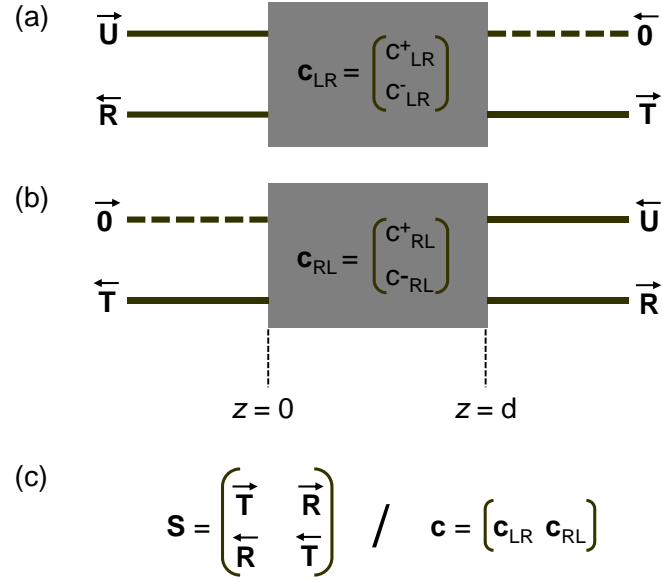 (a)
U⃗ 0⃖
c_LR = ( C⁺_LR
C⁻_LR )
R⃖ T⃗
(b)
0⃗ U⃖
c_RL = ( C⁺_RL
C⁻_RL )
T⃖ R⃗
z = 0 z = d
(c)
S = ( T⃗ R⃗
R⃖ T⃖ ) / c = ( c_LR c_RL )